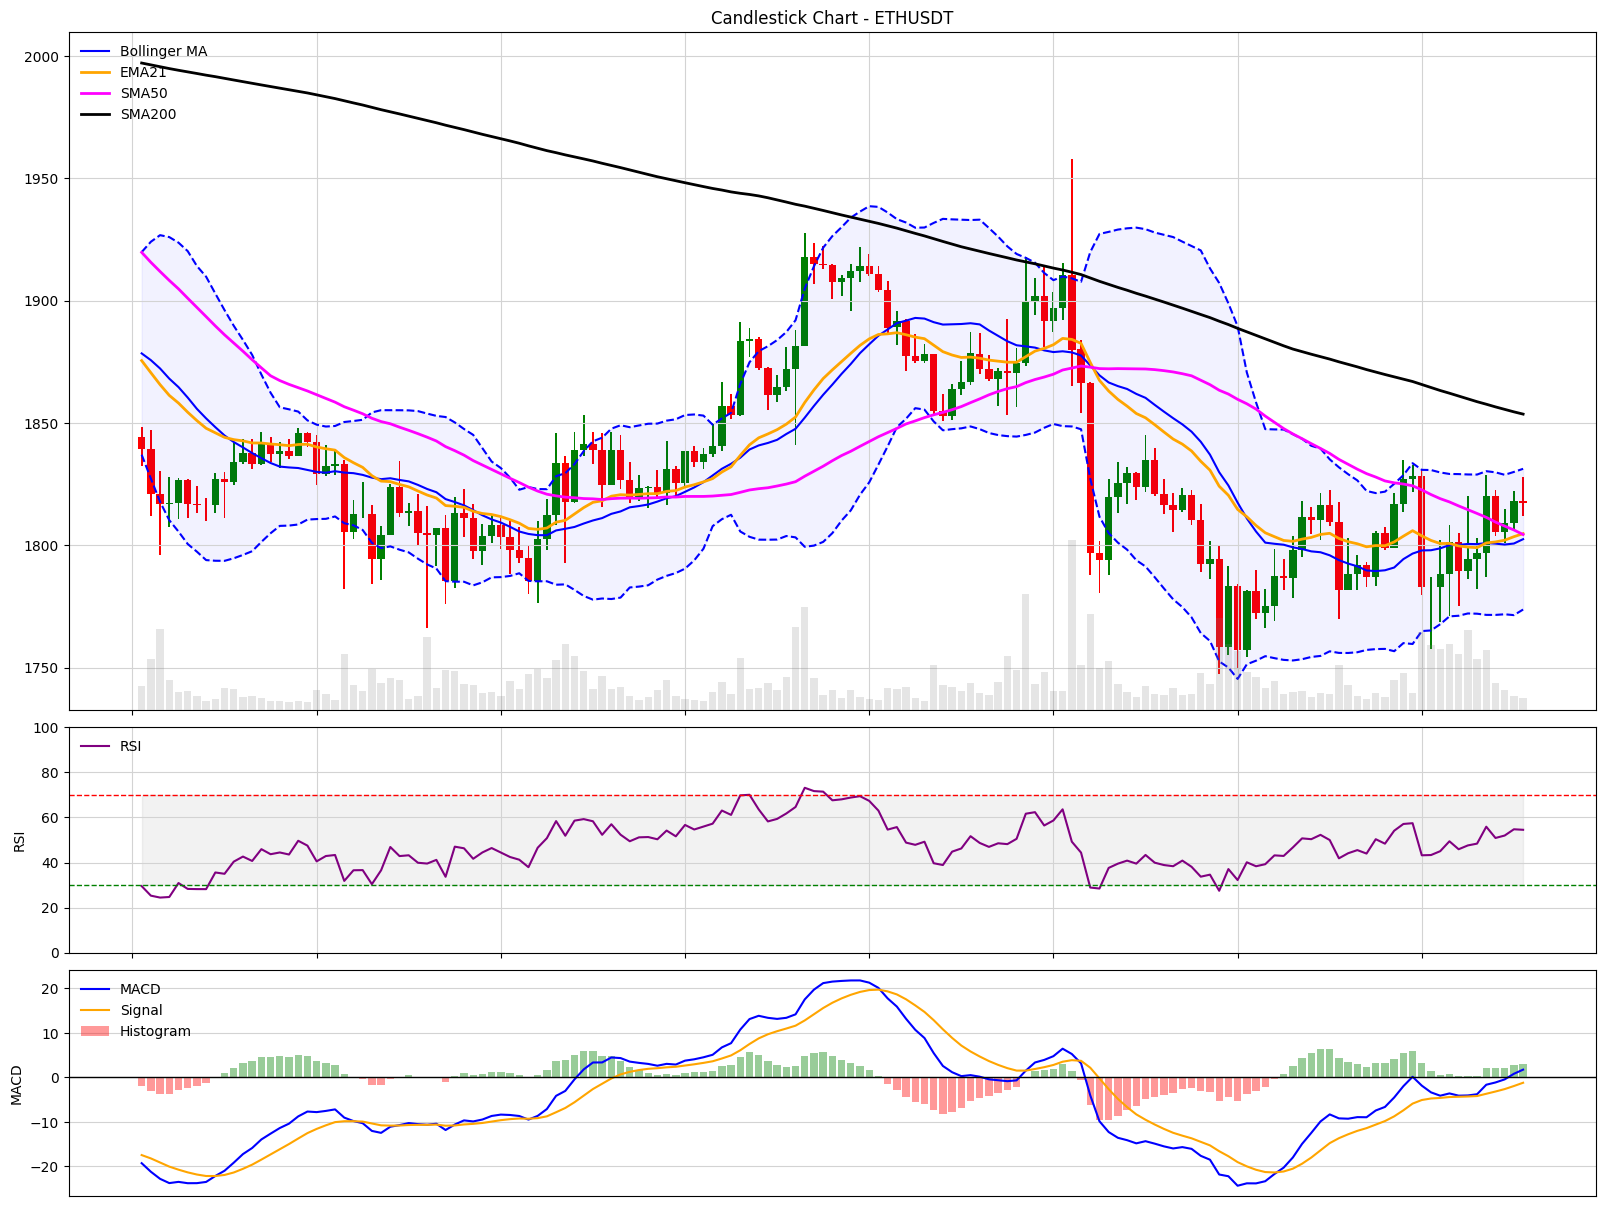 Candlestick Chart - ETHUSDT
Bollinger MA
EMA21
SMA50
SMA200
2000
1950
1900
1850
1800
1750
RSI
100
80
60
40
20
0
RSI
MACD
Signal
Histogram
20
10
0
−10
−20
MACD